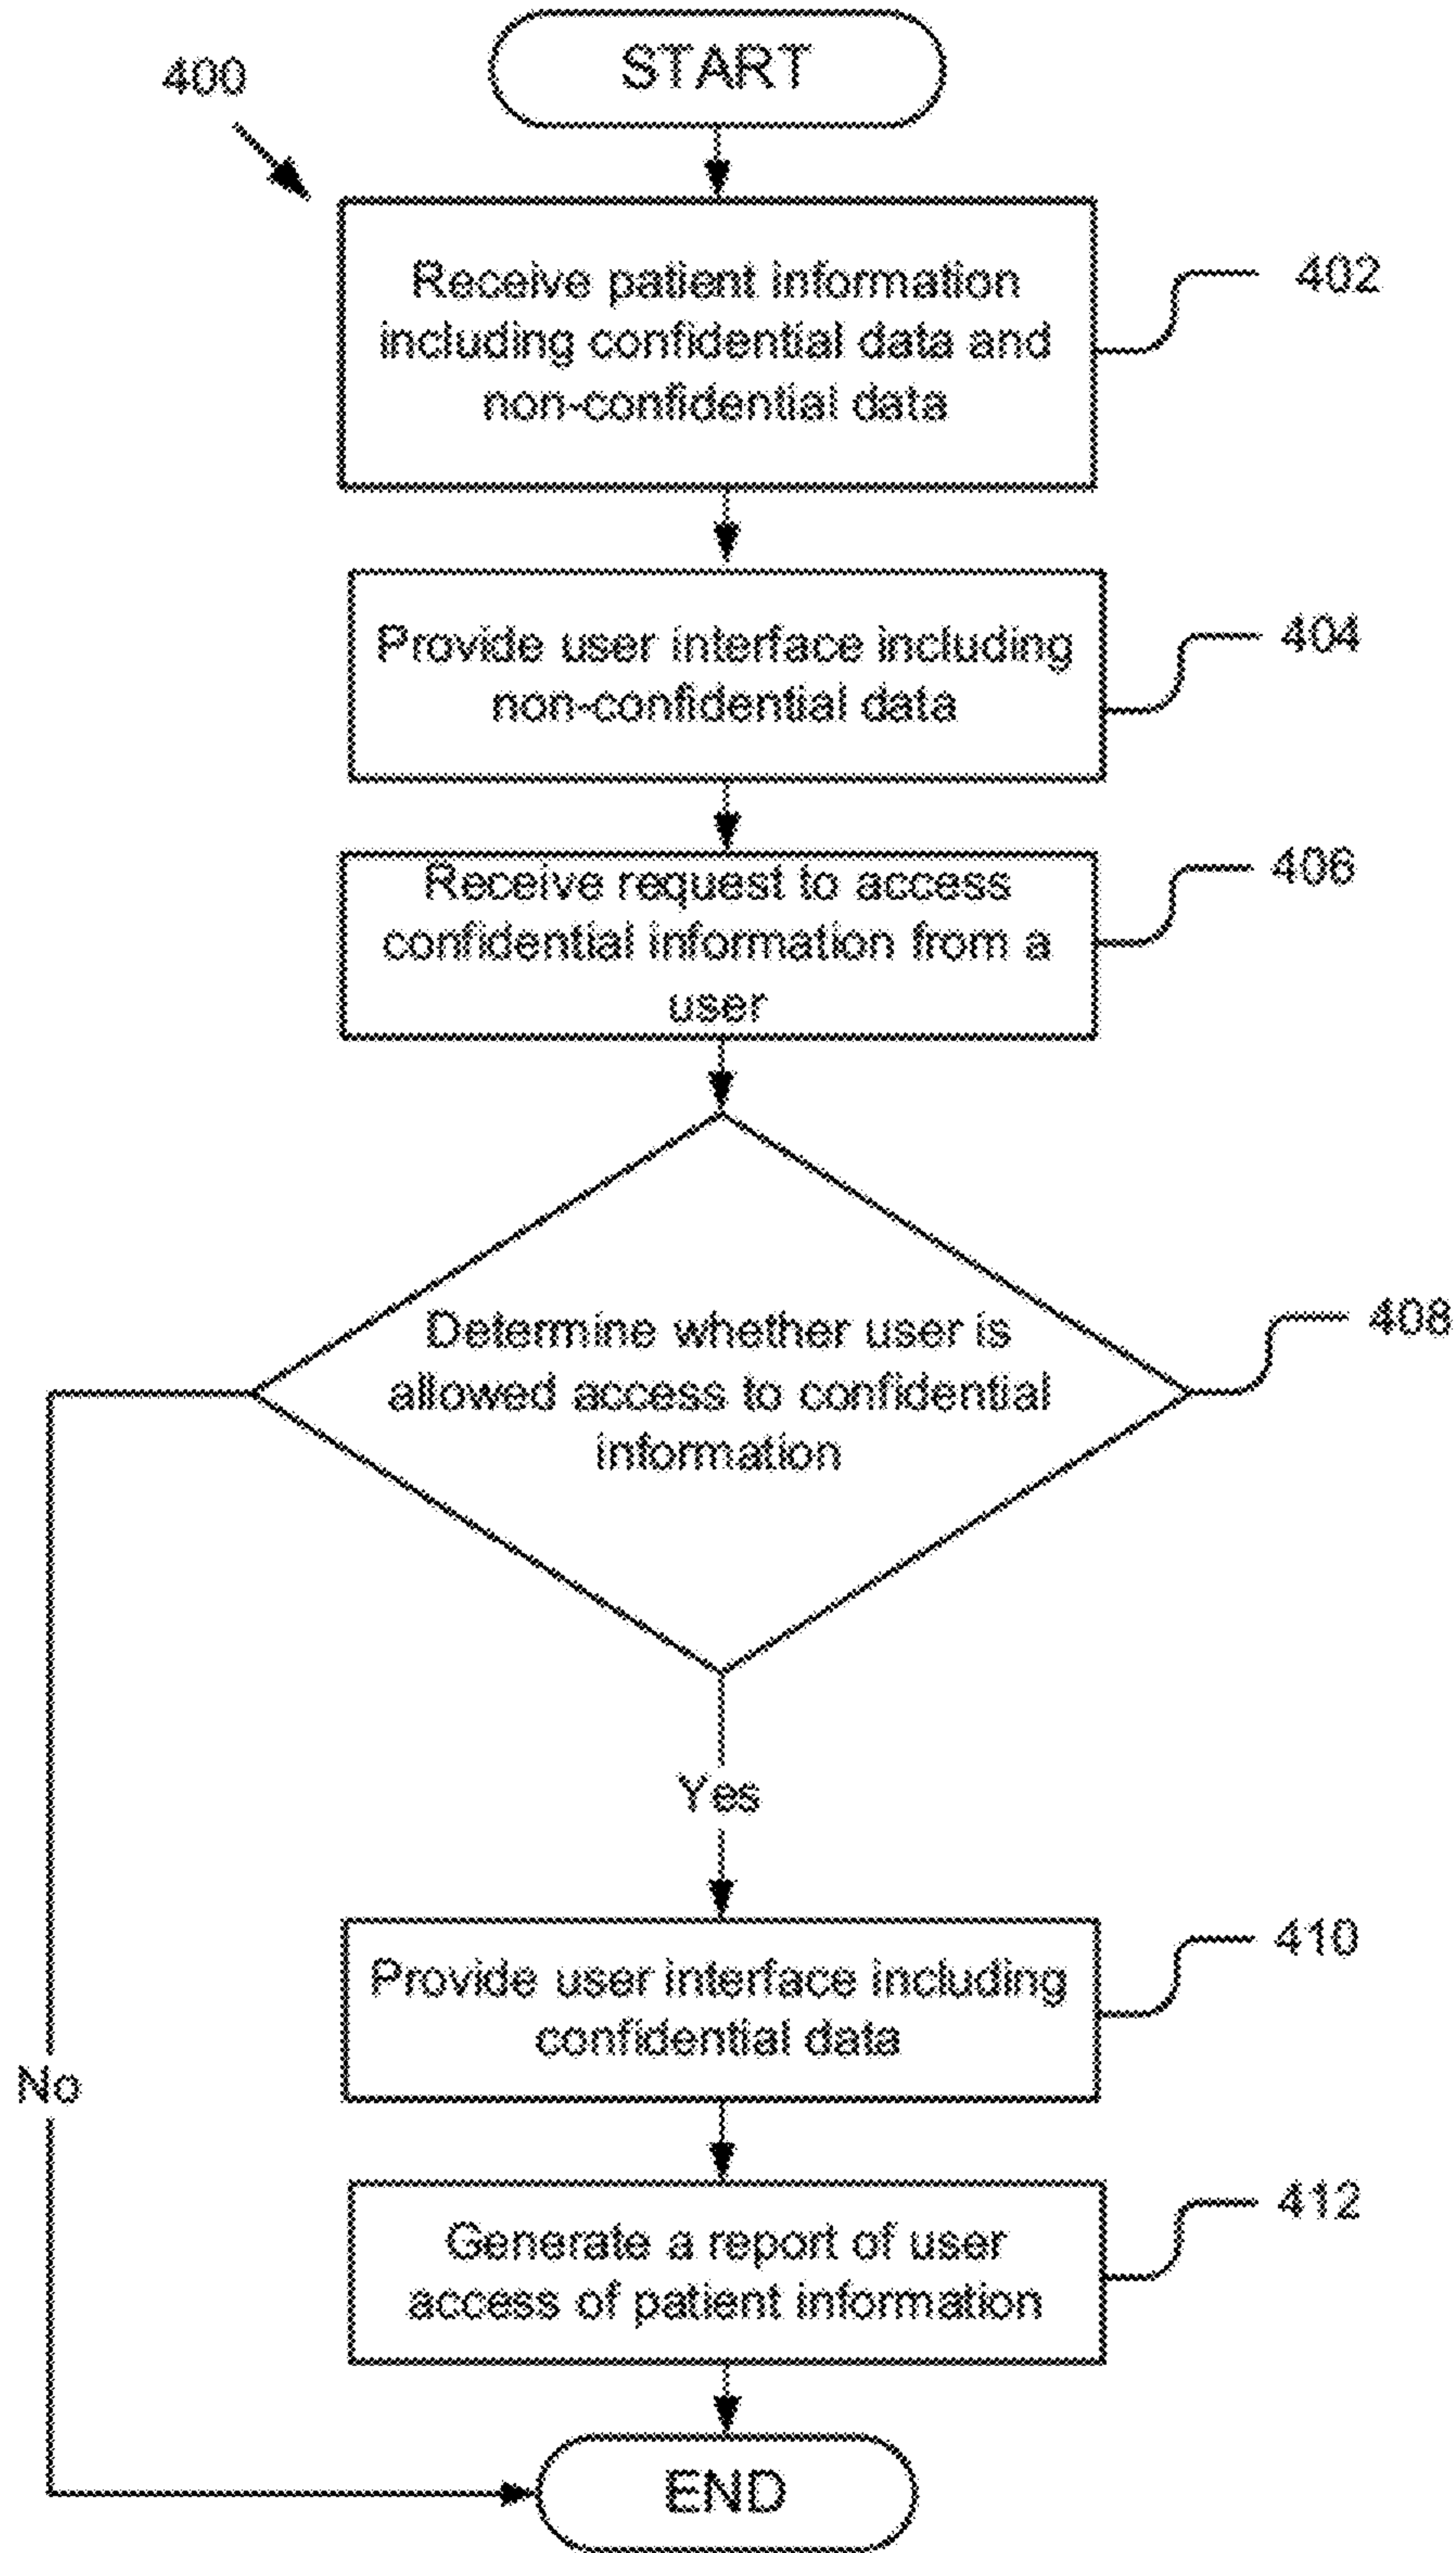 START
400
Receive patient information
including confidential data and
non-confidential data
402
Provide user interface including
non-confidential data
404
Receive request to access
confidential information from a
user
406
Determine whether user is
allowed access to confidential
information
408
Yes
No
Provide user interface including
confidential data
410
Generate a report of user
access of patient information
412
END